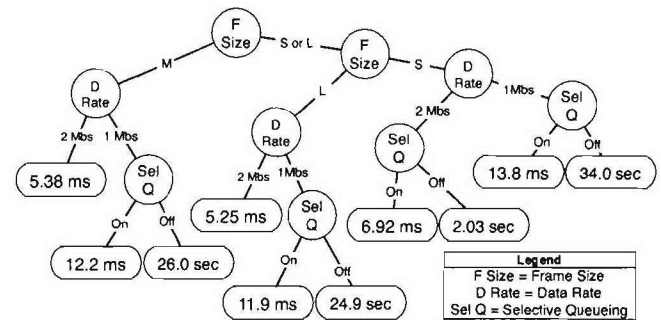 F
Size
S or L
F
Size
M
S
D
Rate
1Mbs
L
D
Rate
2 Mbs
Sel
Q
2 Mbs
1 Mbs
D
Rate
Sel
Q
On
Off
5.38 ms
Sel
Q
2 Mbs
1Mbs
On
Off
13.8 ms
34.0 sec
5.25 ms
Sel
Q
6.92 ms
2.03 sec
On
Off
12.2 ms
26.0 sec
On
Off
11.9 ms
24.9 sec
Legend
F Size = Frame Size
D Rate = Data Rate
Sel Q = Selective Queueing